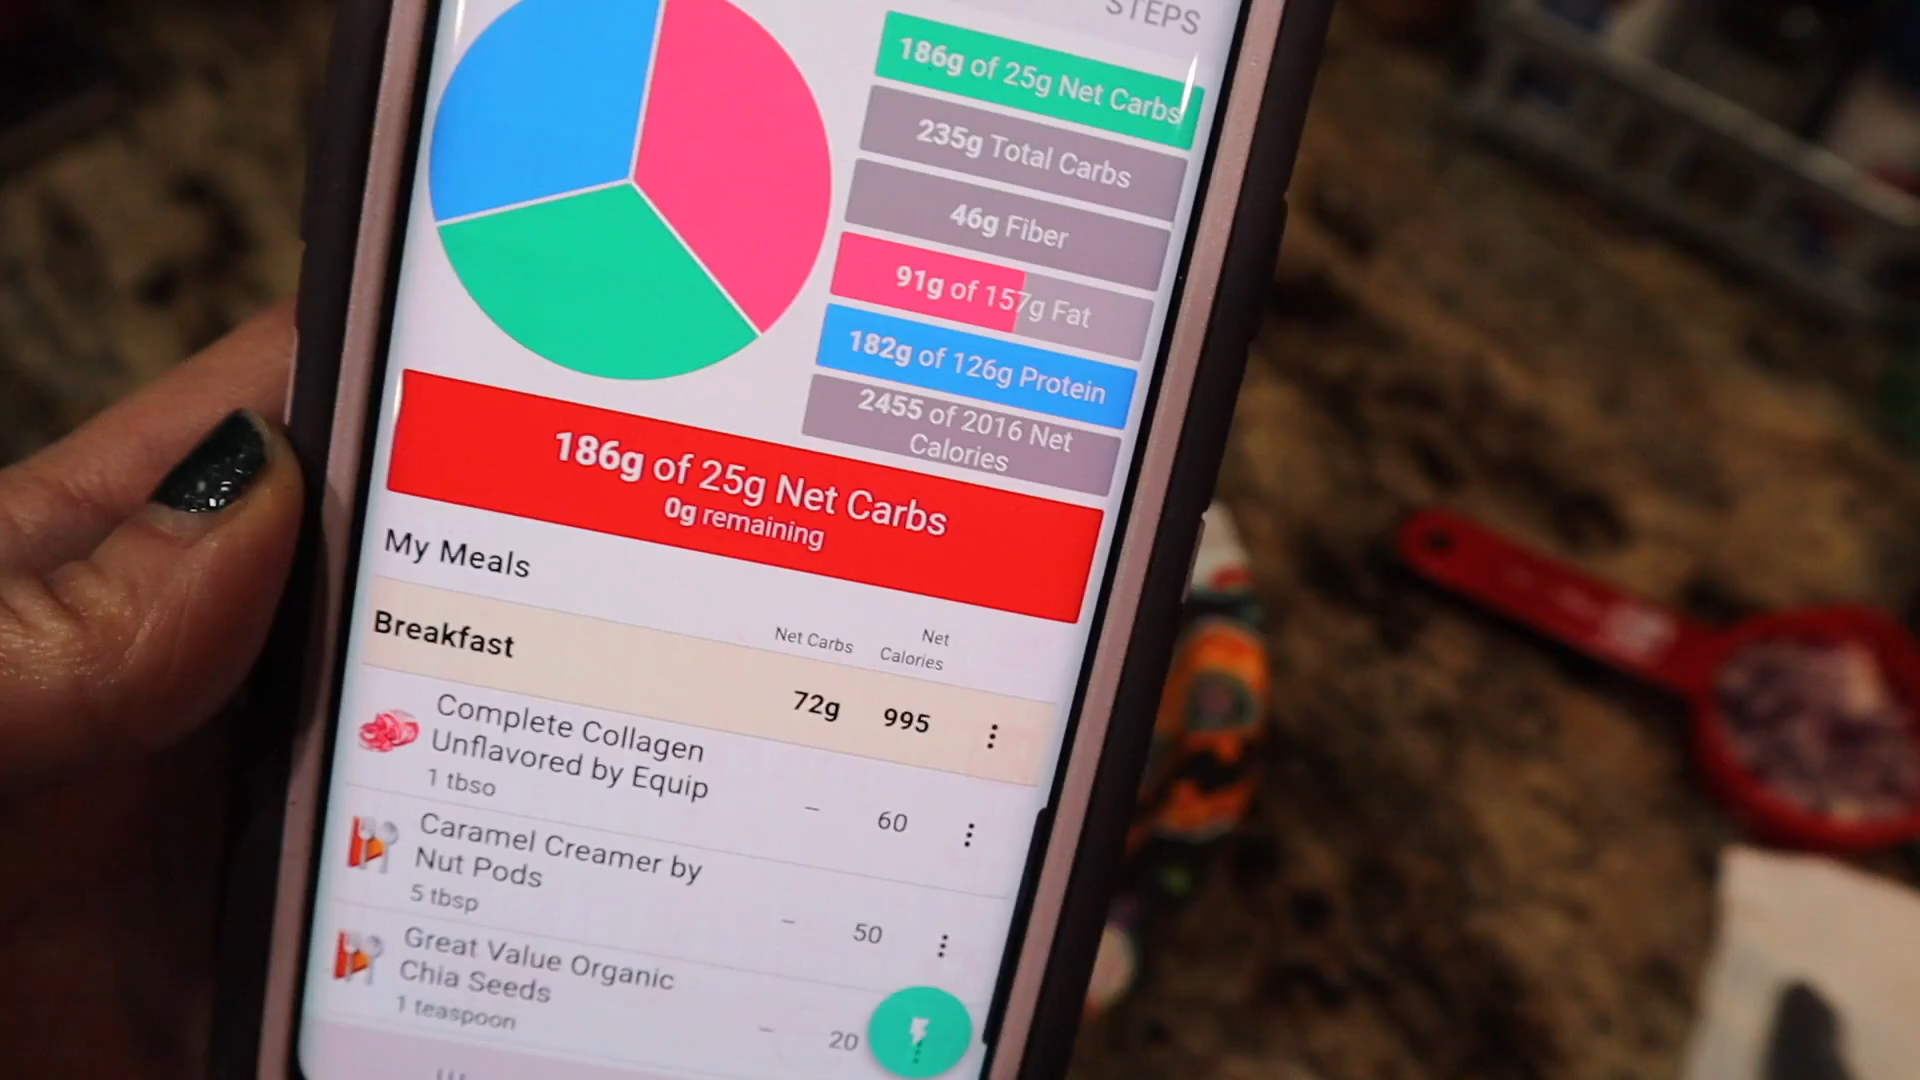 STEPS
186g of 25g Net Carbs
235g Total Carbs
46g Fiber
91g of 157g Fat
182g of 126g Protein
2455 of 2016 Net
Calories
186g of 25g Net Carbs
0g remaining
My Meals
Net Carbs
Net
Calories
Breakfast
72g
995
Complete Collagen
Unflavored by Equip
1 tbso
–
60
Caramel Creamer by
Nut Pods
5 tbsp
–
50
Great Value Organic
Chia Seeds
1 teaspoon
–
20